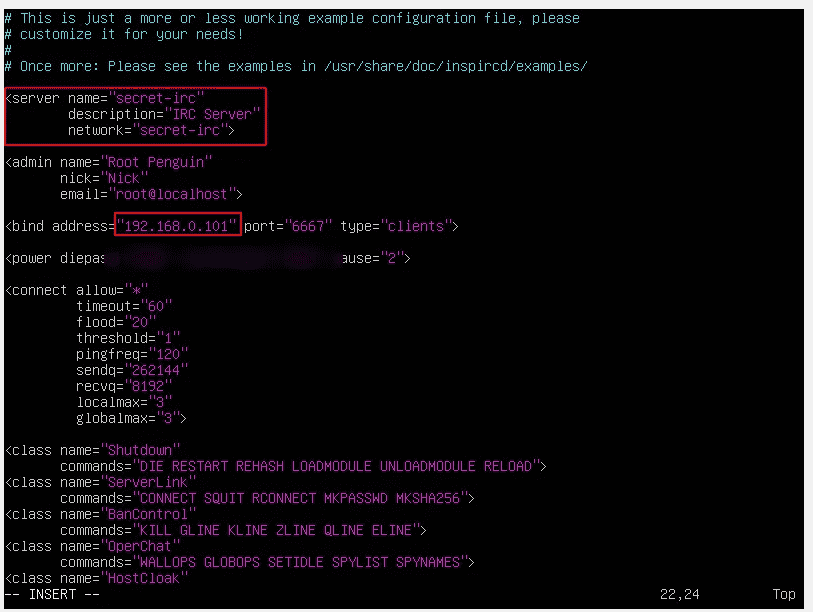 # This is just a more or less working example configuration file, please
# customize it for your needs!
#
# Once more: Please see the examples in /usr/share/doc/inspircd/examples/
<server name="secret-irc"
description="IRC Server"
network="secret-irc">
<admin name="Root Penguin"
nick="Nick"
email="root@localhost">
<bind address="192.168.0.101" port="6667" type="clients">
<power diepas ause="2">
<connect allow="*"
timeout="60"
flood="20"
threshold="1"
pingfreq="120"
sendq="262144"
recvq="8192"
localmax="3"
globalmax="3">
<class name="Shutdown"
commands="DIE RESTART REHASH LOADMODULE UNLOADMODULE RELOAD">
<class name="ServerLink"
commands="CONNECT SQUIT RCONNECT MKPASSWD MKSHA256">
<class name="BanControl"
commands="KILL GLINE KLINE ZLINE QLINE ELINE">
<class name="OperChat"
commands="WALLOPS GLOBOPS SETIDLE SPYLIST SPYNAMES">
<class name="HostCloak"
-- INSERT -- 22,24 Top